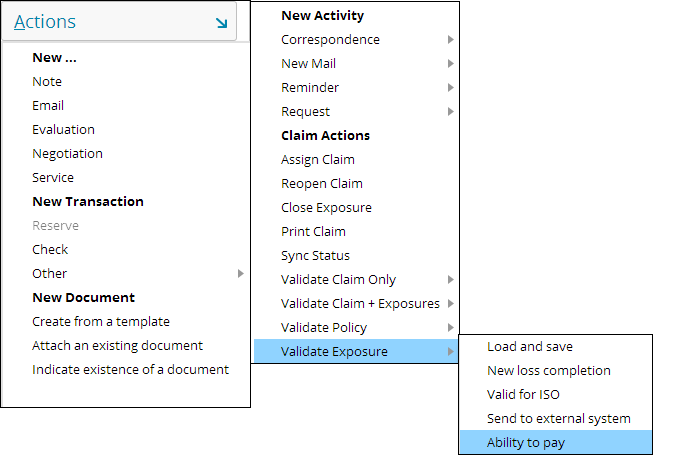 Actions
New ...
Note
Email
Evaluation
Negotiation
Service
New Transaction
Reserve
Check
Other
New Document
Create from a template
Attach an existing document
Indicate existence of a document
New Activity
Correspondence
New Mail
Reminder
Request
Claim Actions
Assign Claim
Reopen Claim
Close Exposure
Print Claim
Sync Status
Validate Claim Only
Validate Claim + Exposures
Validate Policy
Validate Exposure
Load and save
New loss completion
Valid for ISO
Send to external system
Ability to pay